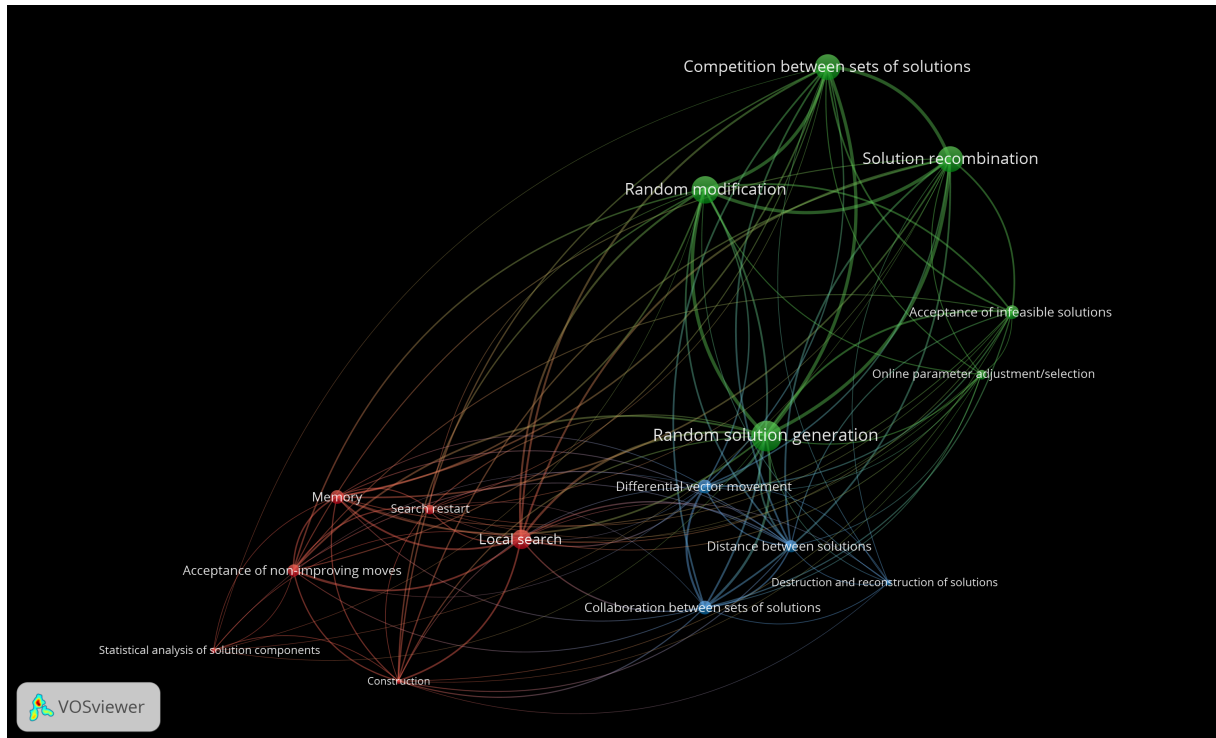 Competition between sets of solutions
Solution recombination
Random modification
Acceptance of infeasible solutions
Online parameter adjustment/selection
Random solution generation
Differential vector movement
Memory
Search restart
Local search
Distance between solutions
Acceptance of non-improving moves
Destruction and reconstruction of solutions
Collaboration between sets of solutions
Statistical analysis of solution components
Construction
VOSviewer